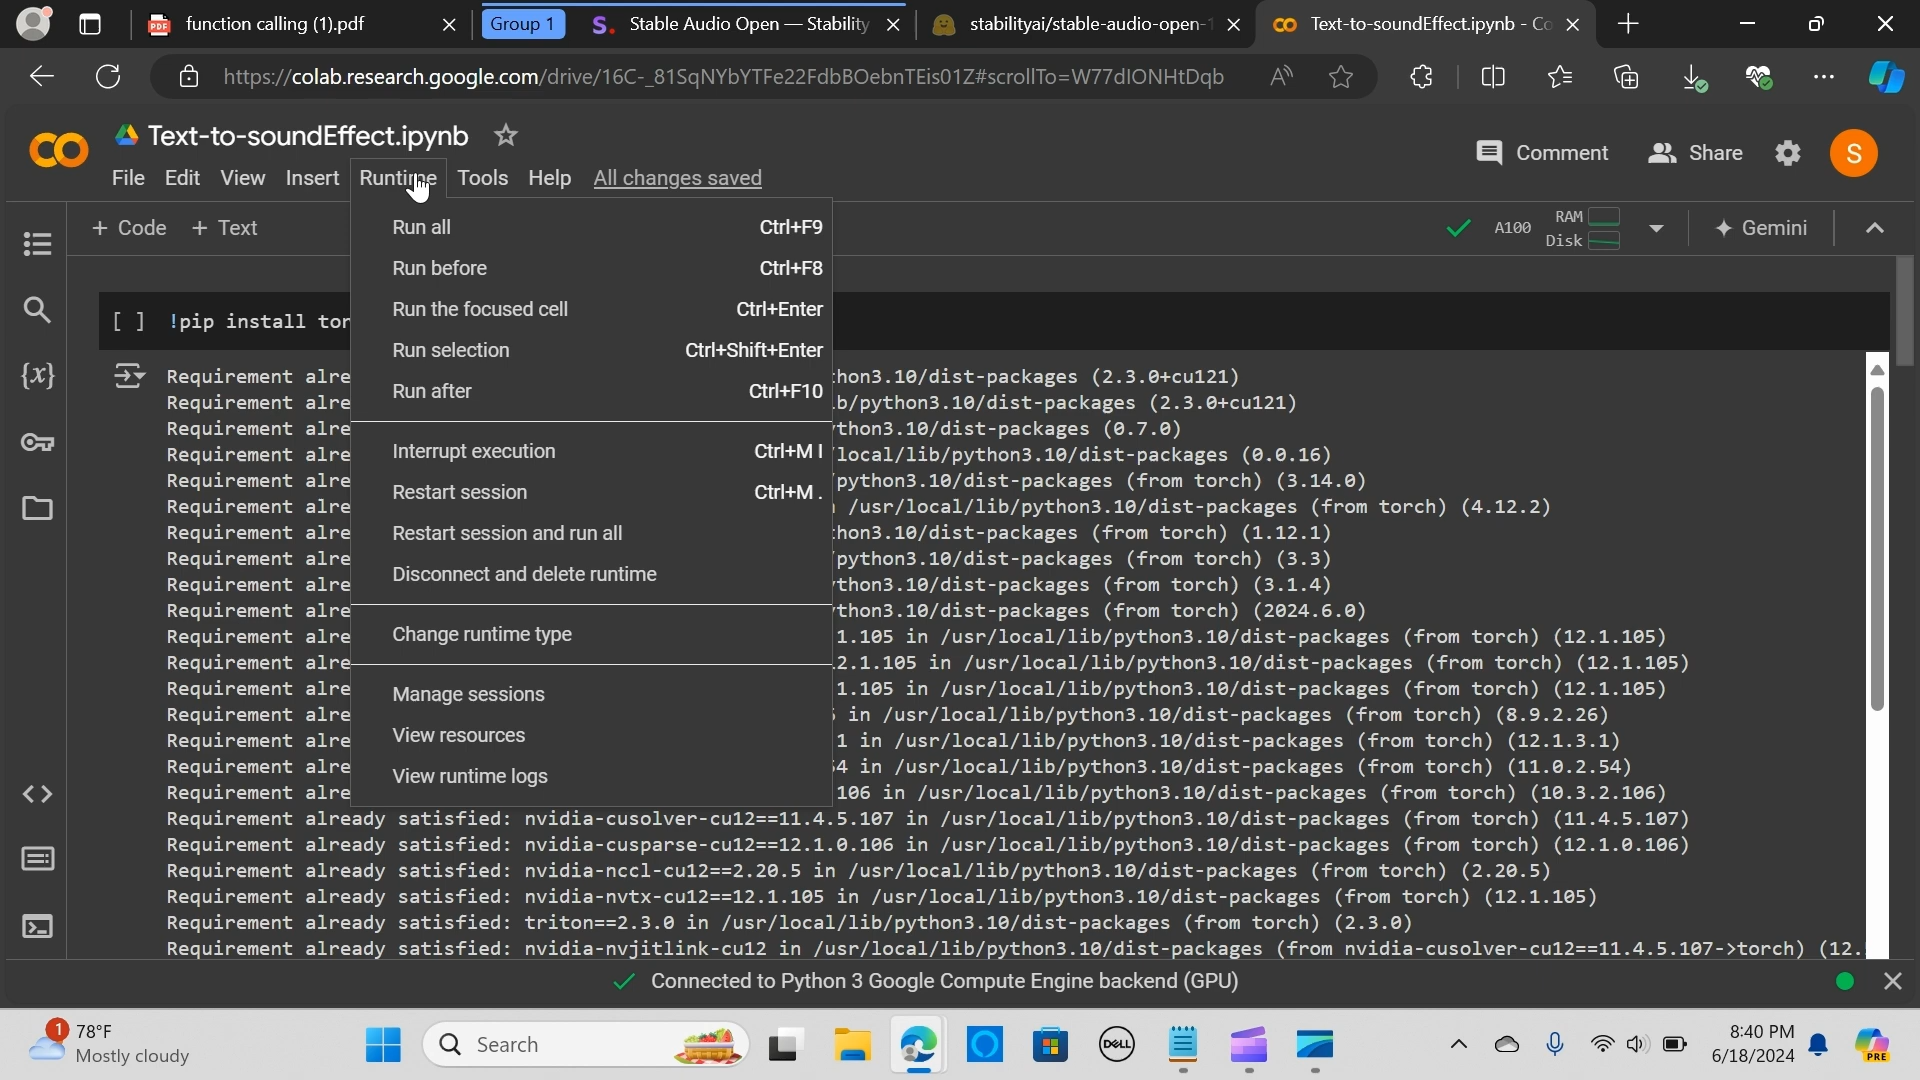 function calling (1).pdf
Group 1
S. Stable Audio Open — Stability
stabilityai/stable-audio-open-1
Text-to-soundEffect.ipynb - Co
https://colab.research.google.com/drive/16C-_81SqNYbYTFe22FdbBOebnTEis01Z#scrollTo=W77dIONHtDqb
Text-to-soundEffect.ipynb
Comment
Share
S
File Edit View Insert Runtime Tools Help All changes saved
+ Code + Text
A100
RAM
Disk
Gemini
Run all Ctrl+F9
Run before Ctrl+F8
Run the focused cell Ctrl+Enter
Run selection Ctrl+Shift+Enter
Run after Ctrl+F10
Interrupt execution Ctrl+M I
Restart session Ctrl+M .
Restart session and run all
Disconnect and delete runtime
Change runtime type
Manage sessions
View resources
View runtime logs
[ ] !pip install tor
Requirement alre hon3.10/dist-packages (2.3.0+cu121)
Requirement alre b/python3.10/dist-packages (2.3.0+cu121)
Requirement alre thon3.10/dist-packages (0.7.0)
Requirement alre local/lib/python3.10/dist-packages (0.0.16)
Requirement alre python3.10/dist-packages (from torch) (3.14.0)
Requirement alre /usr/local/lib/python3.10/dist-packages (from torch) (4.12.2)
Requirement alre hon3.10/dist-packages (from torch) (1.12.1)
Requirement alre python3.10/dist-packages (from torch) (3.3)
Requirement alre thon3.10/dist-packages (from torch) (3.1.4)
Requirement alre thon3.10/dist-packages (from torch) (2024.6.0)
Requirement alre 1.105 in /usr/local/lib/python3.10/dist-packages (from torch) (12.1.105)
Requirement alre 2.1.105 in /usr/local/lib/python3.10/dist-packages (from torch) (12.1.105)
Requirement alre 1.105 in /usr/local/lib/python3.10/dist-packages (from torch) (12.1.105)
Requirement alre in /usr/local/lib/python3.10/dist-packages (from torch) (8.9.2.26)
Requirement alre 1 in /usr/local/lib/python3.10/dist-packages (from torch) (12.1.3.1)
Requirement alre 54 in /usr/local/lib/python3.10/dist-packages (from torch) (11.0.2.54)
Requirement alre 106 in /usr/local/lib/python3.10/dist-packages (from torch) (10.3.2.106)
Requirement already satisfied: nvidia-cusolver-cu12==11.4.5.107 in /usr/local/lib/python3.10/dist-packages (from torch) (11.4.5.107)
Requirement already satisfied: nvidia-cusparse-cu12==12.1.0.106 in /usr/local/lib/python3.10/dist-packages (from torch) (12.1.0.106)
Requirement already satisfied: nvidia-nccl-cu12==2.20.5 in /usr/local/lib/python3.10/dist-packages (from torch) (2.20.5)
Requirement already satisfied: nvidia-nvtx-cu12==12.1.105 in /usr/local/lib/python3.10/dist-packages (from torch) (12.1.105)
Requirement already satisfied: triton==2.3.0 in /usr/local/lib/python3.10/dist-packages (from torch) (2.3.0)
Requirement already satisfied: nvidia-nvjitlink-cu12 in /usr/local/lib/python3.10/dist-packages (from nvidia-cusolver-cu12==11.4.5.107->torch) (12.
Connected to Python 3 Google Compute Engine backend (GPU)
1
78°F
Mostly cloudy
Search
DELL
PRE
8:40 PM
6/18/2024